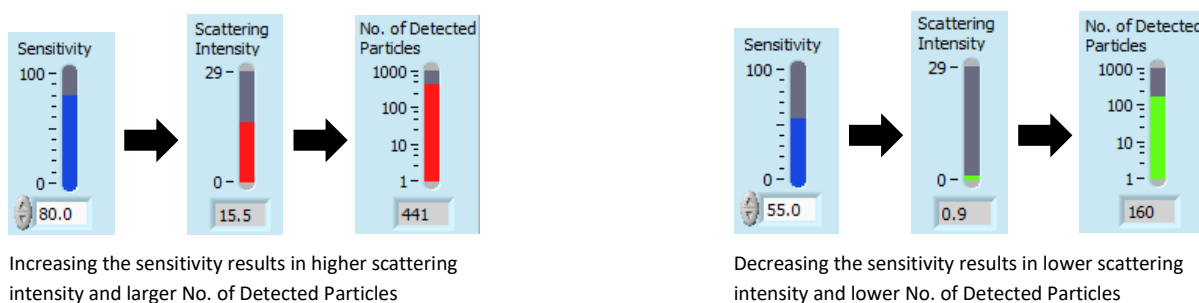 Sensitivity
100
0
80.0
Scattering
Intensity
29
0
15.5
No. of Detected
Particles
1000
100
10
1
441
Increasing the sensitivity results in higher scattering
intensity and larger No. of Detected Particles
Sensitivity
100
0
55.0
Scattering
Intensity
29
0
0.9
No. of Detected
Particles
1000
100
10
1
160
Decreasing the sensitivity results in lower scattering
intensity and lower No. of Detected Particles